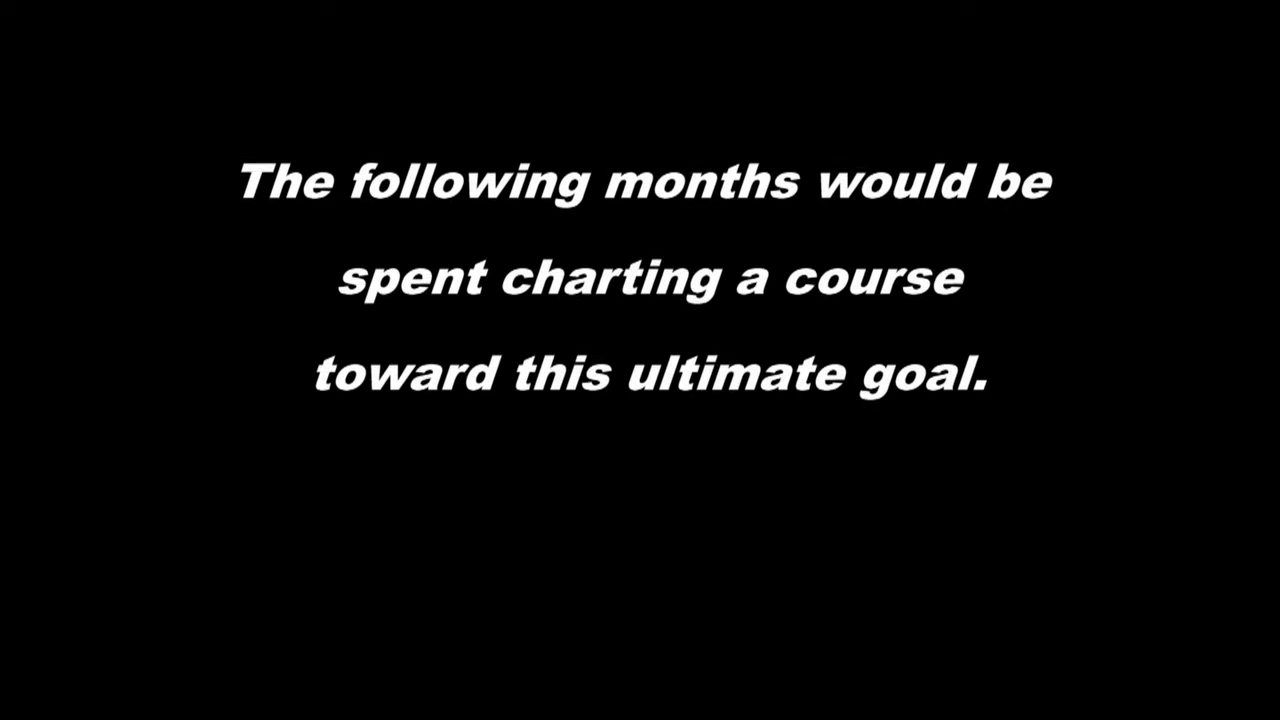 The following months would be
spent charting a course
toward this ultimate goal.